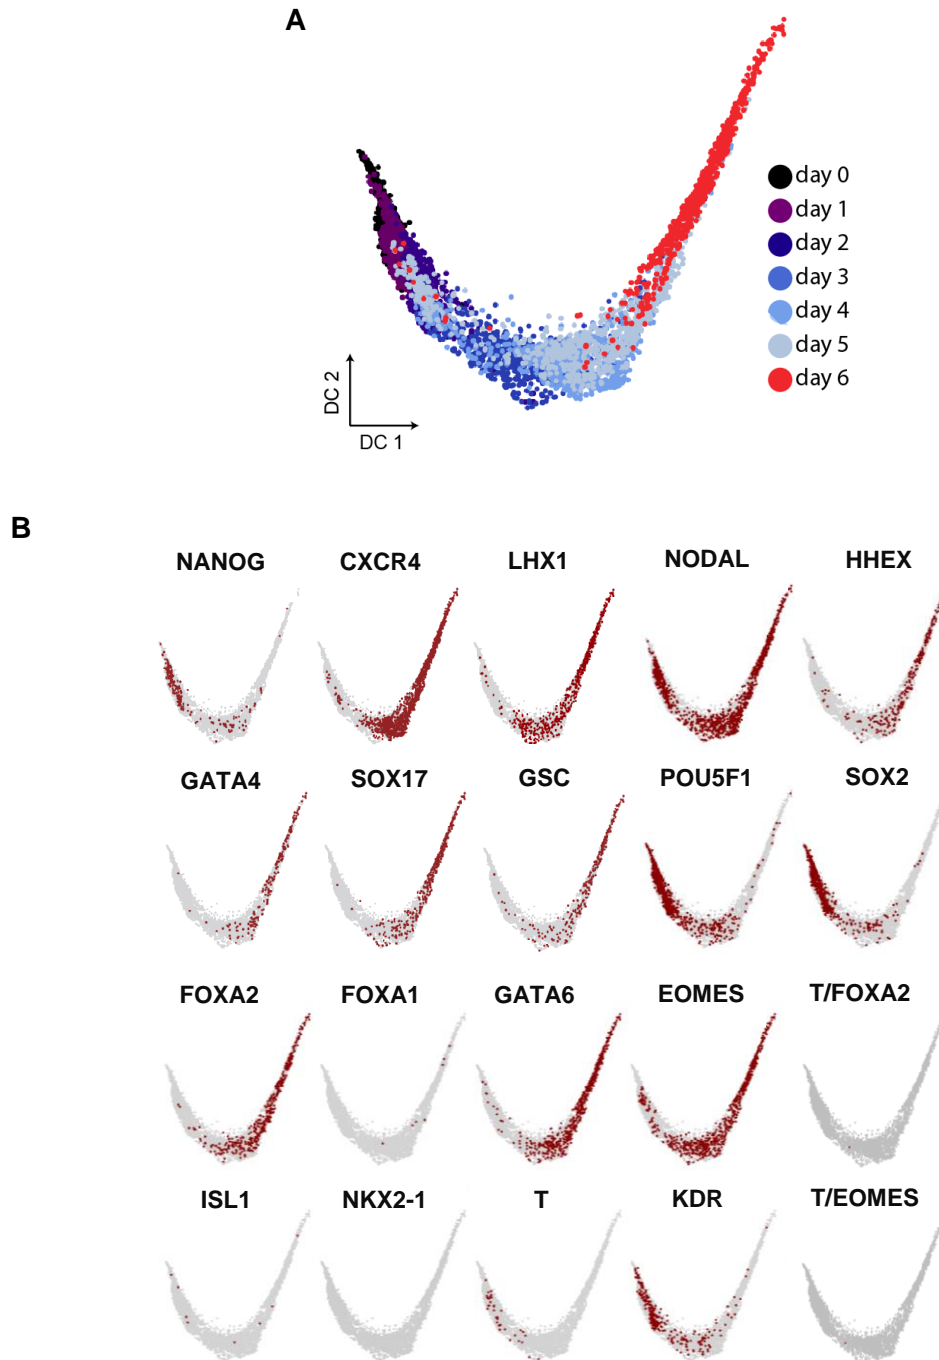 A
day 0
day 1
day 2
day 3
day 4
day 5
day 6
DC 2
DC 1
B
NANOG CXCR4 LHX1 NODAL HHEX
GATA4 SOX17 GSC POU5F1 SOX2
FOXA2 FOXA1 GATA6 EOMES T/FOXA2
ISL1 NKX2-1 T KDR T/EOMES